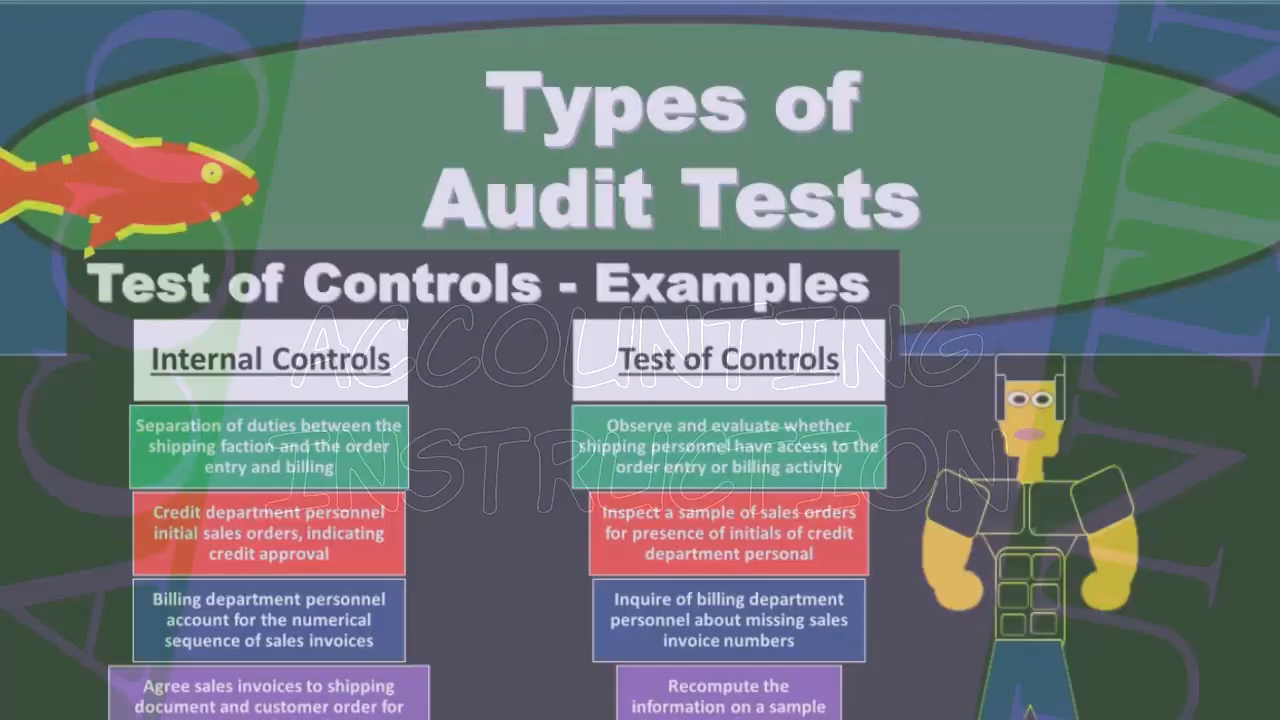 Types of
Audit Tests
Test of Controls - Examples
Internal Controls
Test of Controls
Separation of duties between the
shipping faction and the order
entry and billing
Observe and evaluate whether
shipping personnel have access to the
order entry or billing activity
Credit department personnel
initial sales orders, indicating
credit approval
Inspect a sample of sales orders
for presence of initials of credit
department personal
Billing department personnel
account for the numerical
sequence of sales invoices
Inquire of billing department
personnel about missing sales
invoice numbers
Agree sales invoices to shipping
document and customer order for
Recompute the
information on a sample
ACCOUNTING
INSTRUCTION